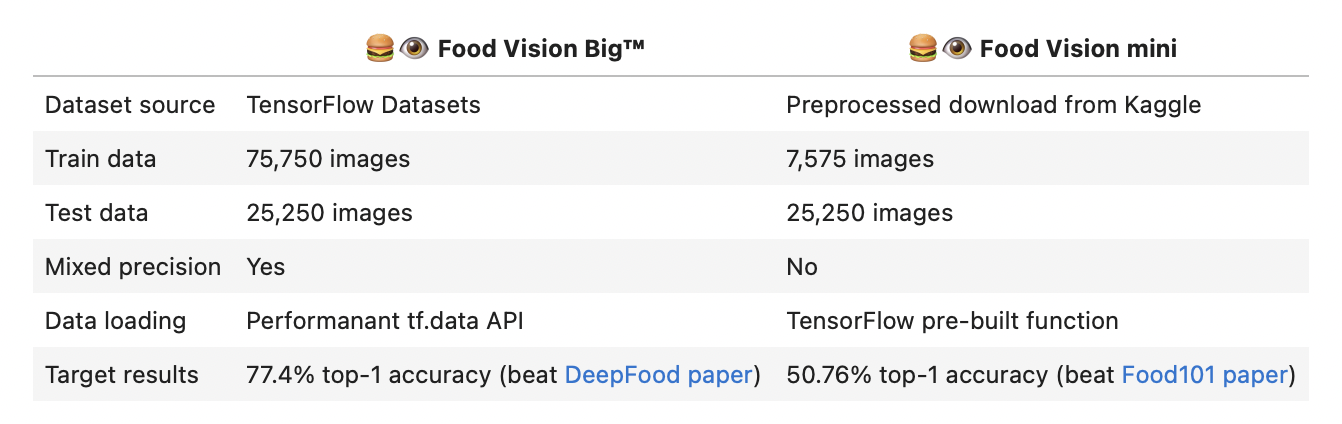 🍔👁 Food Vision Big™ 🍔👁 Food Vision mini
Dataset source TensorFlow Datasets Preprocessed download from Kaggle
Train data 75,750 images 7,575 images
Test data 25,250 images 25,250 images
Mixed precision Yes No
Data loading Performanant tf.data API TensorFlow pre-built function
Target results 77.4% top-1 accuracy (beat DeepFood paper) 50.76% top-1 accuracy (beat Food101 paper)